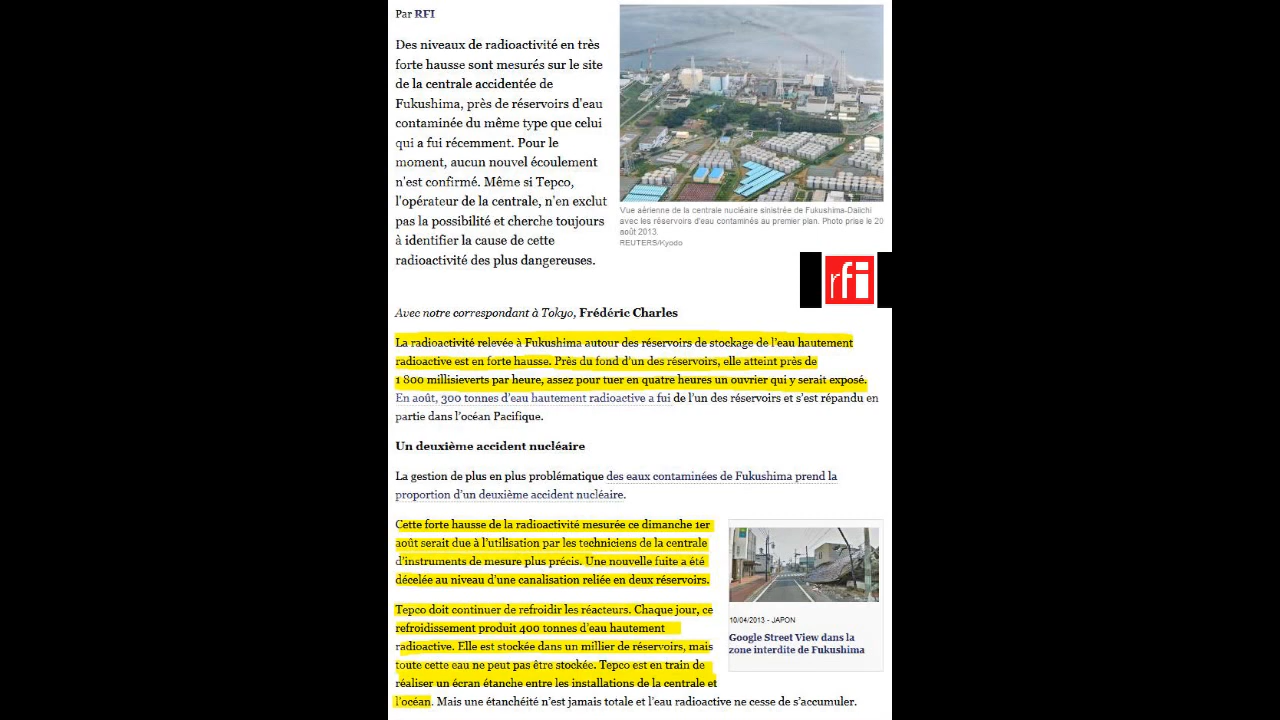 Par RFI
Des niveaux de radioactivité en très
forte hausse sont mesurés sur le site
de la centrale accidentée de
Fukushima, près de réservoirs d'eau
contaminée du même type que celui
qui a fui récemment. Pour le
moment, aucun nouvel écoulement
n'est confirmé. Même si Tepco,
l'opérateur de la centrale, n'en exclut
pas la possibilité et cherche toujours
à identifier la cause de cette
radioactivité des plus dangereuses.
Vue aérienne de la centrale nucléaire sinistrée de Fukushima-Daiichi
avec les réservoirs d'eau contaminés au premier plan. Photo prise le 20
août 2013.
REUTERS/Kyodo
rfi
Avec notre correspondant à Tokyo, Frédéric Charles
La radioactivité relevée à Fukushima autour des réservoirs de stockage de l'eau hautement
radioactive est en forte hausse. Près du fond d'un des réservoirs, elle atteint près de
1 800 millisieverts par heure, assez pour tuer en quatre heures un ouvrier qui y serait exposé.
En août, 300 tonnes d'eau hautement radioactive a fui de l'un des réservoirs et s'est répandu en
partie dans l'océan Pacifique.
Un deuxième accident nucléaire
La gestion de plus en plus problématique des eaux contaminées de Fukushima prend la
proportion d'un deuxième accident nucléaire.
Cette forte hausse de la radioactivité mesurée ce dimanche 1er
août serait due à l'utilisation par les techniciens de la centrale
d'instruments de mesure plus précis. Une nouvelle fuite a été
décelée au niveau d'une canalisation reliée en deux réservoirs.
Tepco doit continuer de refroidir les réacteurs. Chaque jour, ce
refroidissement produit 400 tonnes d'eau hautement
radioactive. Elle est stockée dans un millier de réservoirs, mais
toute cette eau ne peut pas être stockée. Tepco est en train de
réaliser un écran étanche entre les installations de la centrale et
l'océan. Mais une étanchéité n'est jamais totale et l'eau radioactive ne cesse de s'accumuler.
10/04/2013 - JAPON
Google Street View dans la
zone interdite de Fukushima